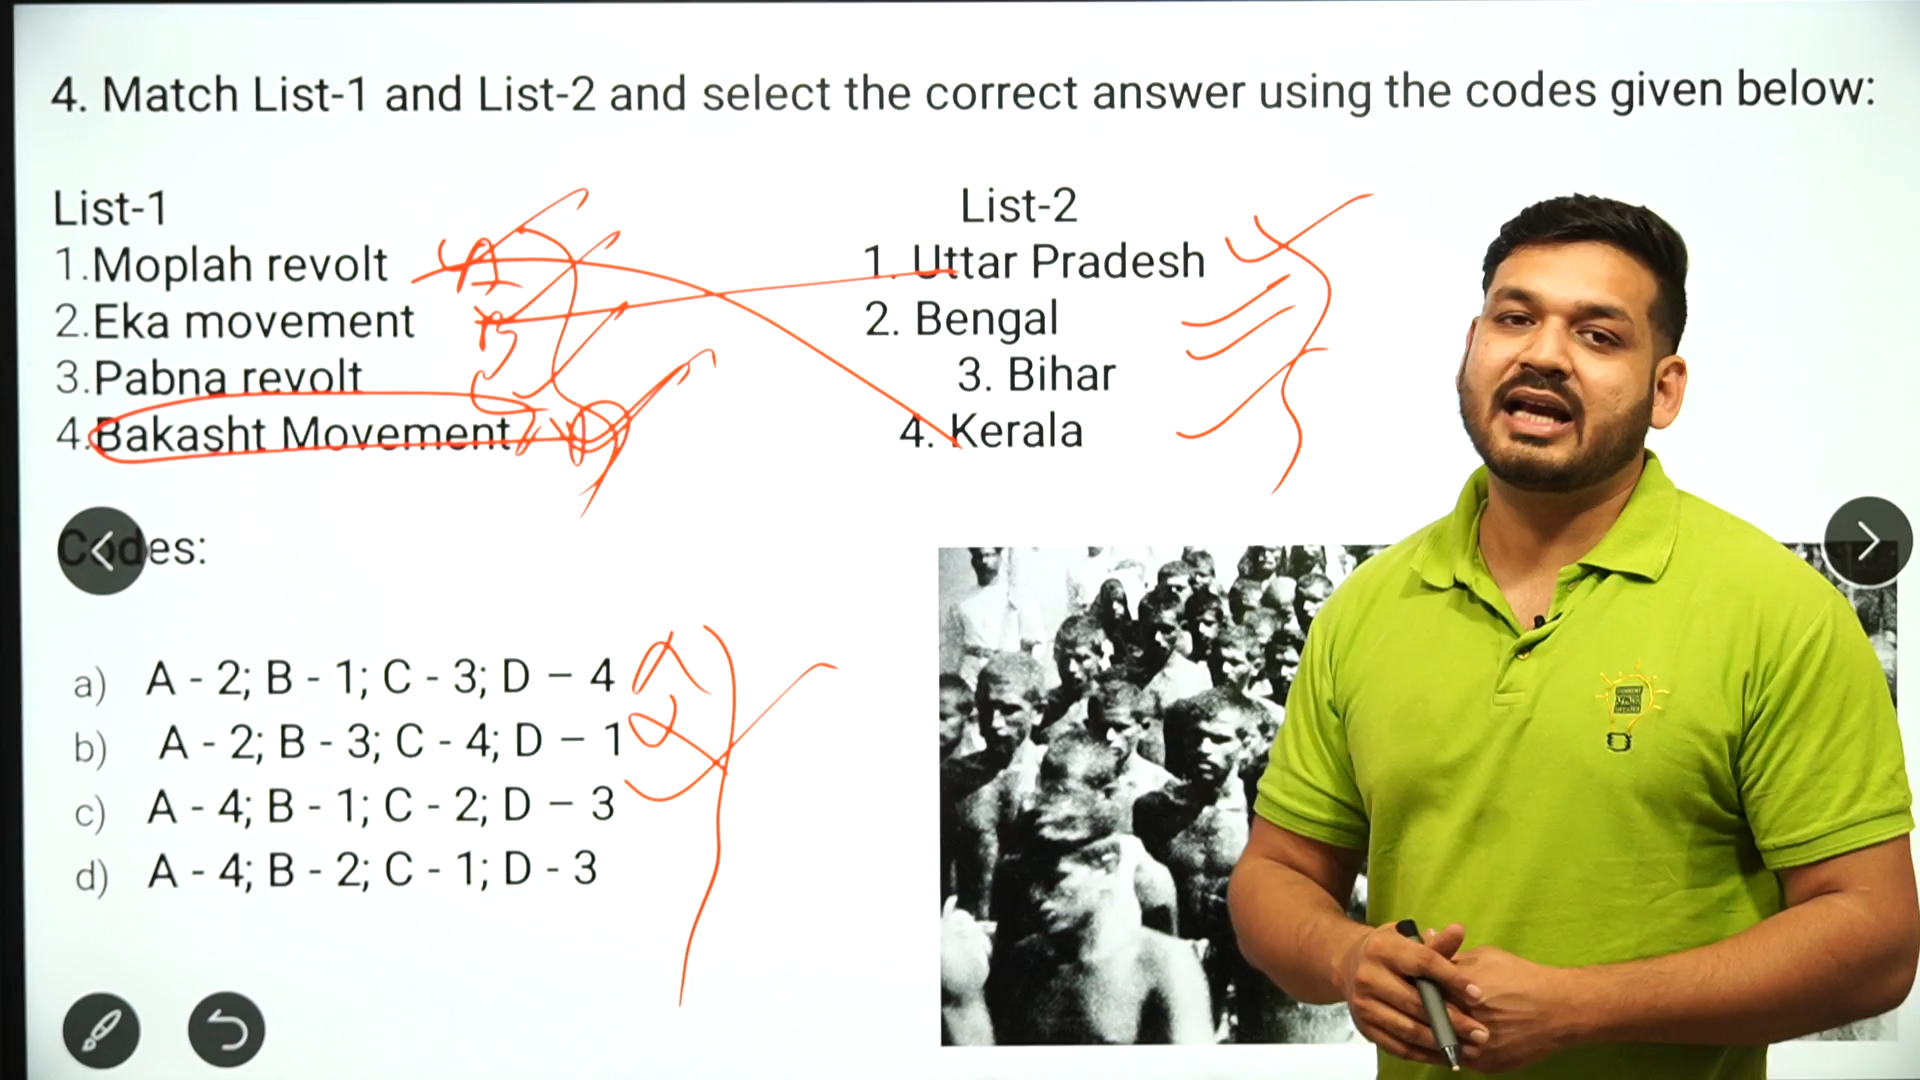 4. Match List-1 and List-2 and select the correct answer using the codes given below:
List-1
1.Moplah revolt A
2.Eka movement B
3.Pabna revolt C
4.Bakasht Movement D
List-2
1. Uttar Pradesh
2. Bengal
3. Bihar
4. Kerala
Codes:
a) A - 2; B - 1; C - 3; D – 4
b) A - 2; B - 3; C - 4; D – 1
c) A - 4; B - 1; C - 2; D – 3
d) A - 4; B - 2; C - 1; D - 3